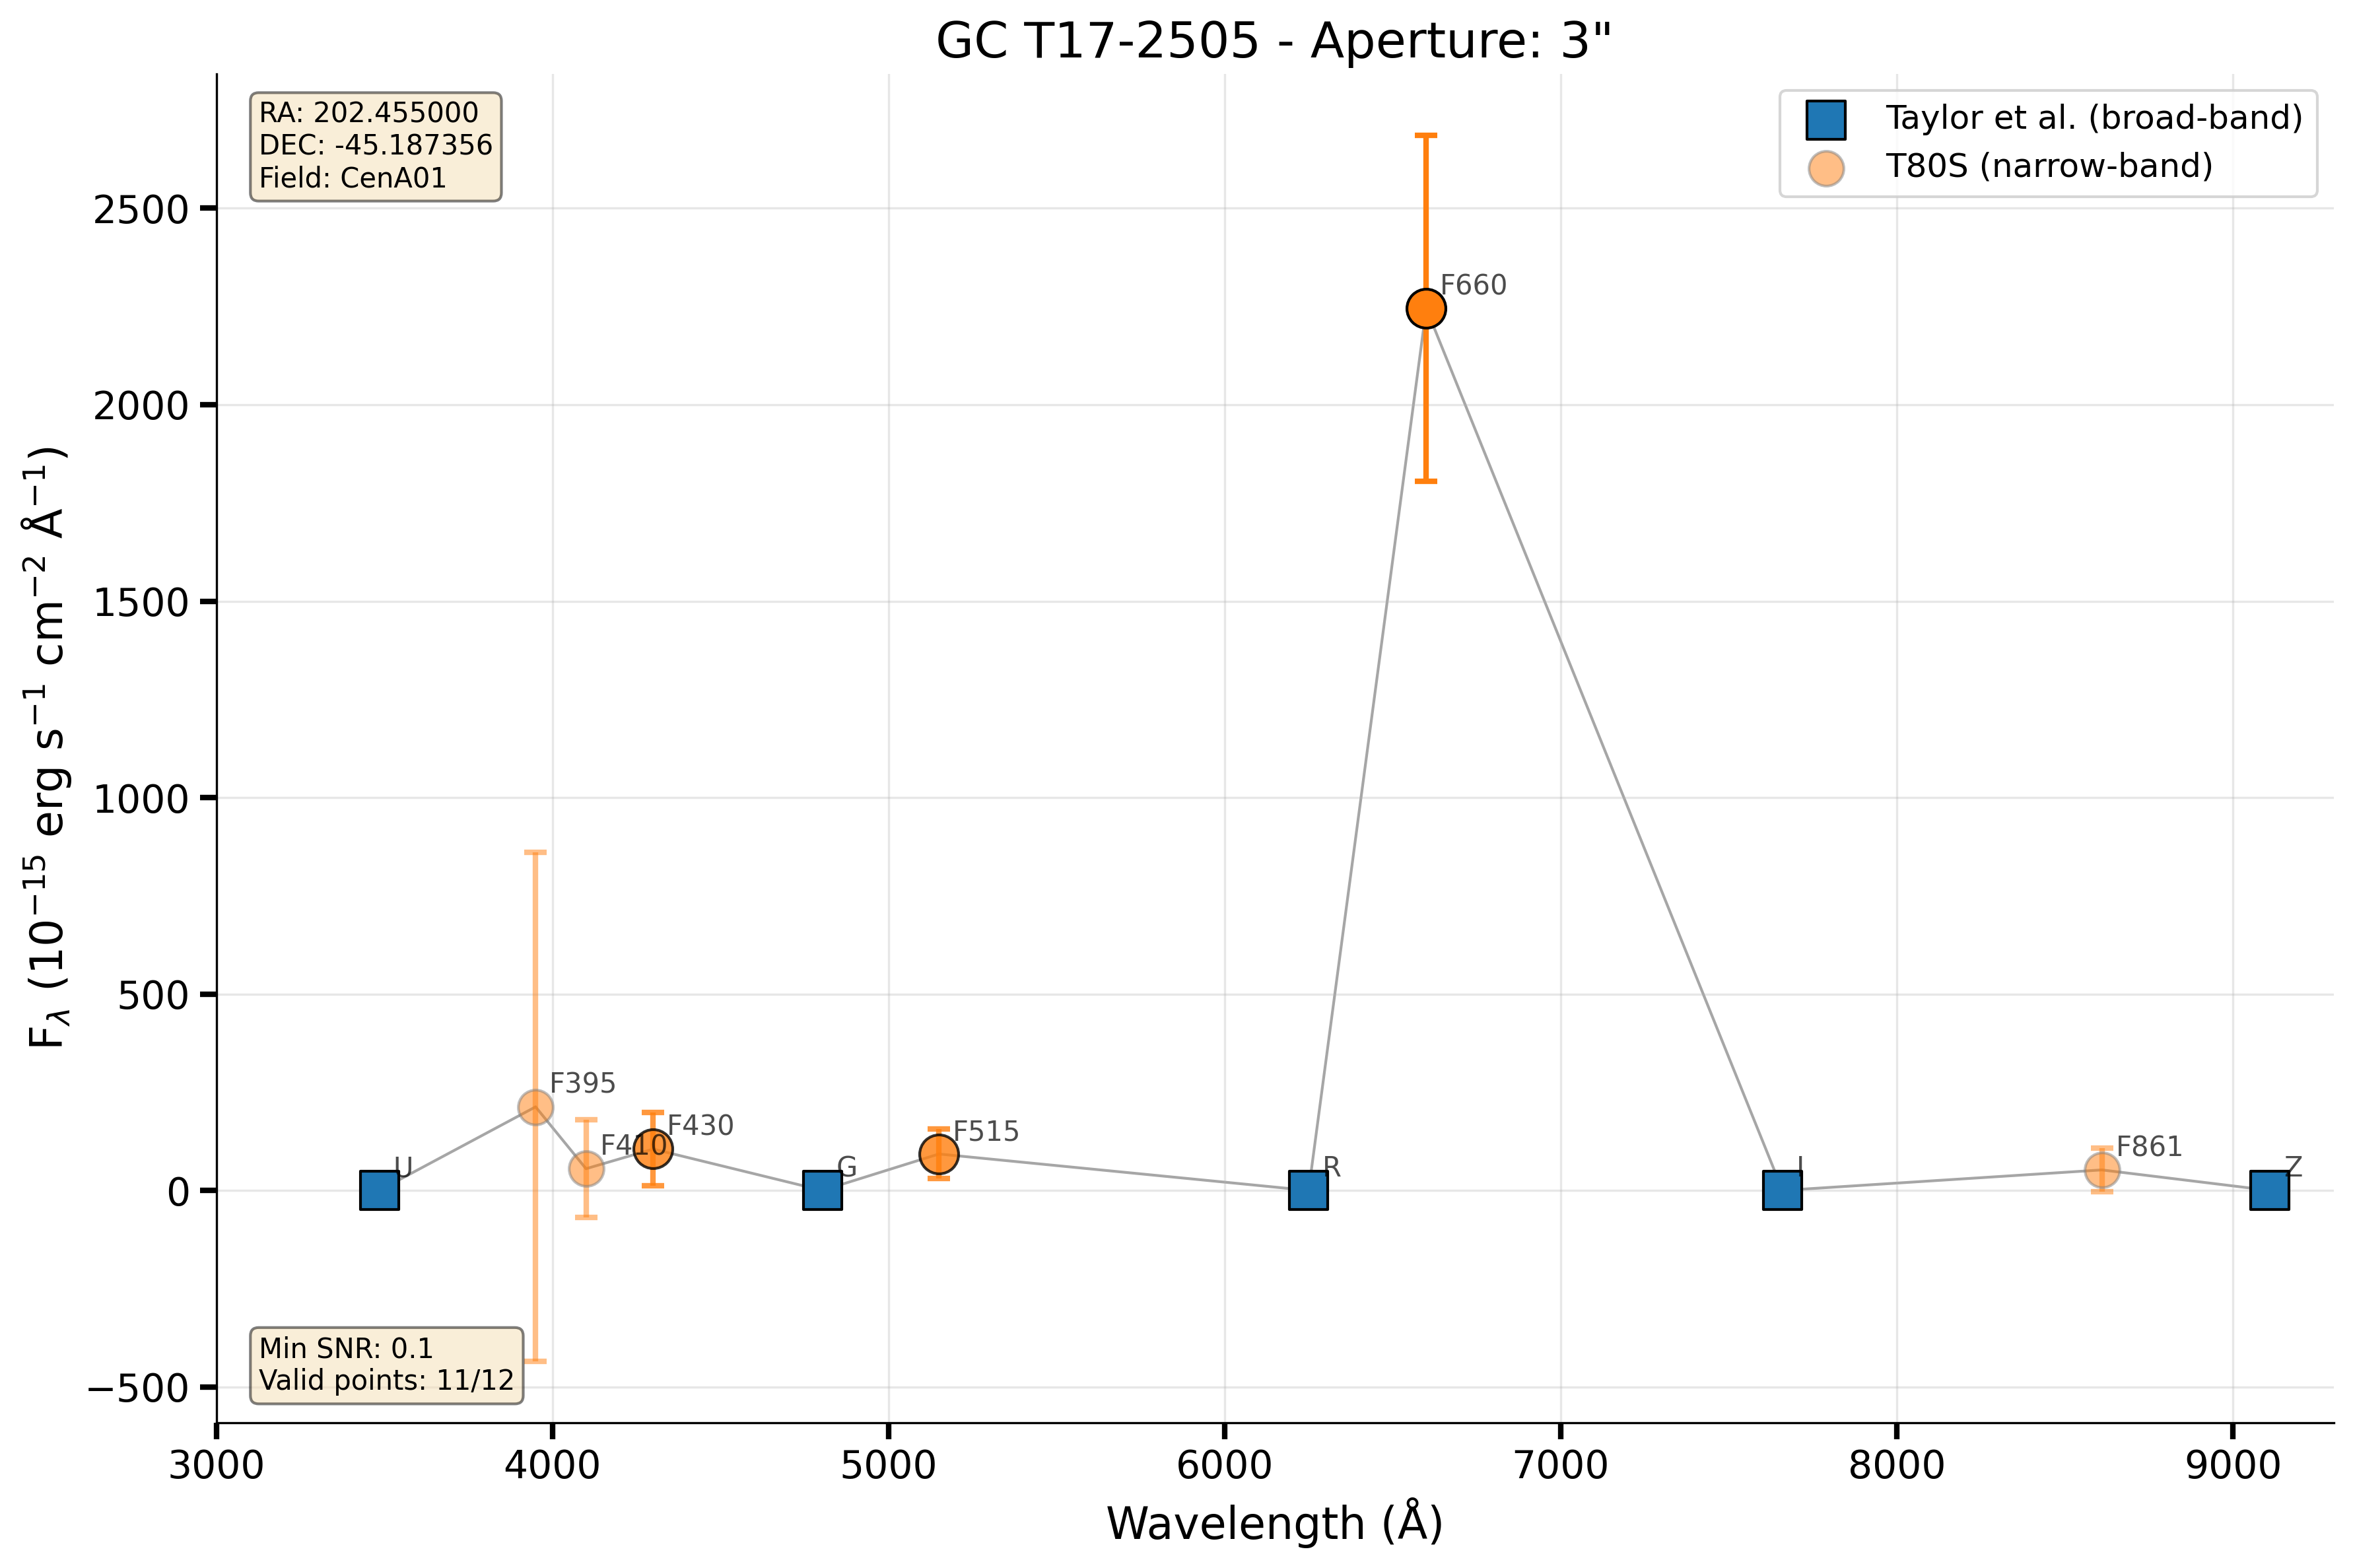 GC T17-2505 - Aperture: 3"
RA: 202.455000
DEC: -45.187356
Field: CenA01
Taylor et al. (broad-band)
T80S (narrow-band)
F660
F395
F410
F430
F515
F861
U
G
R
I
Z
Min SNR: 0.1
Valid points: 11/12
2500
2000
1500
1000
500
0
−500
3000 4000 5000 6000 7000 8000 9000
Wavelength (Å)
Fλ (10⁻¹⁵ erg s⁻¹ cm⁻² Å⁻¹)